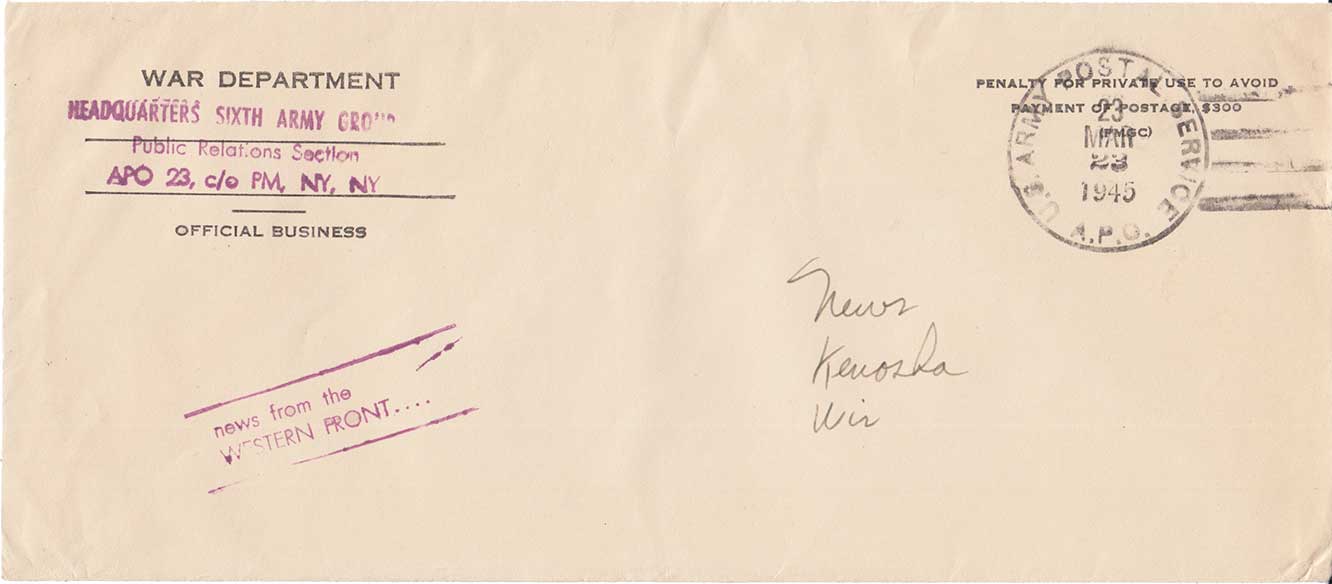 WAR DEPARTMENT
HEADQUARTERS SIXTH ARMY GROUP
Public Relations Section
APO 23, c/o PM, NY, NY
OFFICIAL BUSINESS
PENALTY FOR PRIVATE USE TO AVOID
PAYMENT OF POSTAGE, $300
(PMGC)
U.S. ARMY POSTAL SERVICE
23
MAR
23
1945
A.P.O.
News
Kenosha
Wis
news from the
WESTERN FRONT....